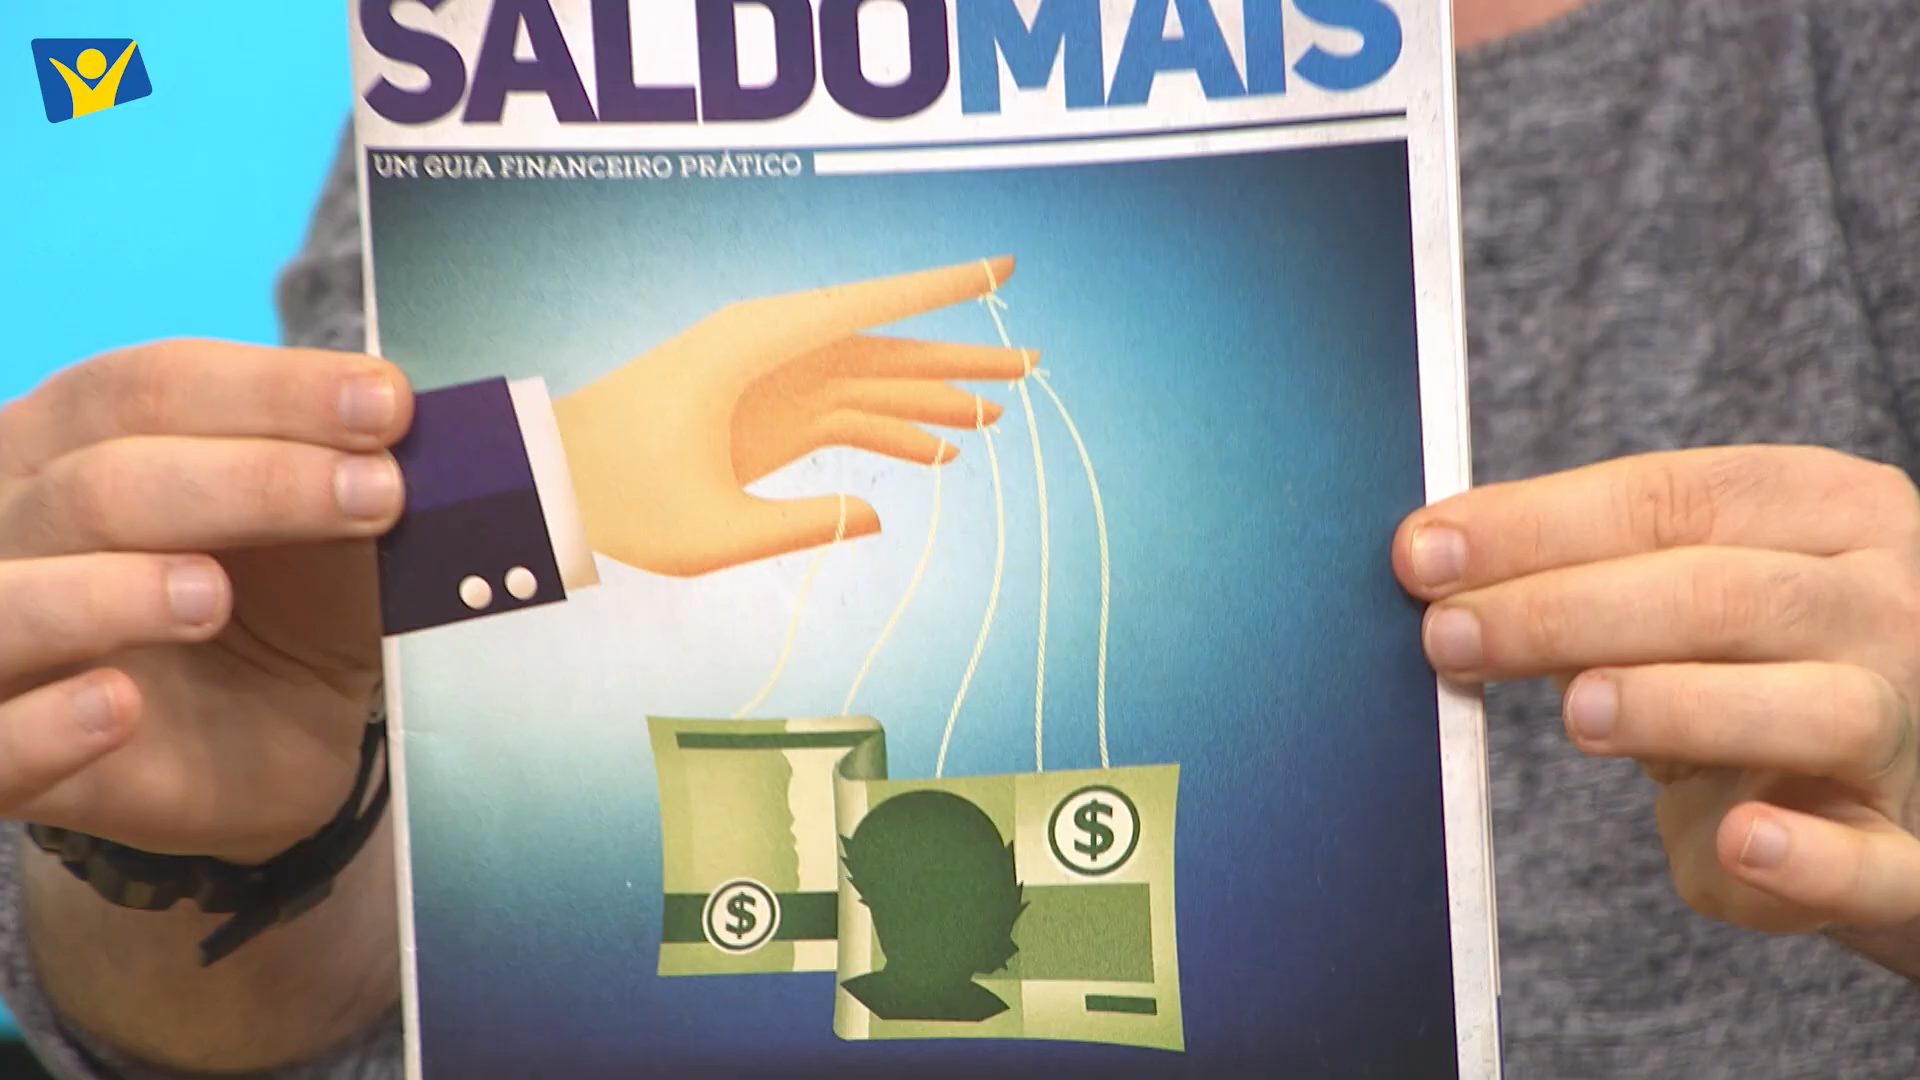 SALDOMAIS
UM GUIA FINANCEIRO PRÁTICO
$
$